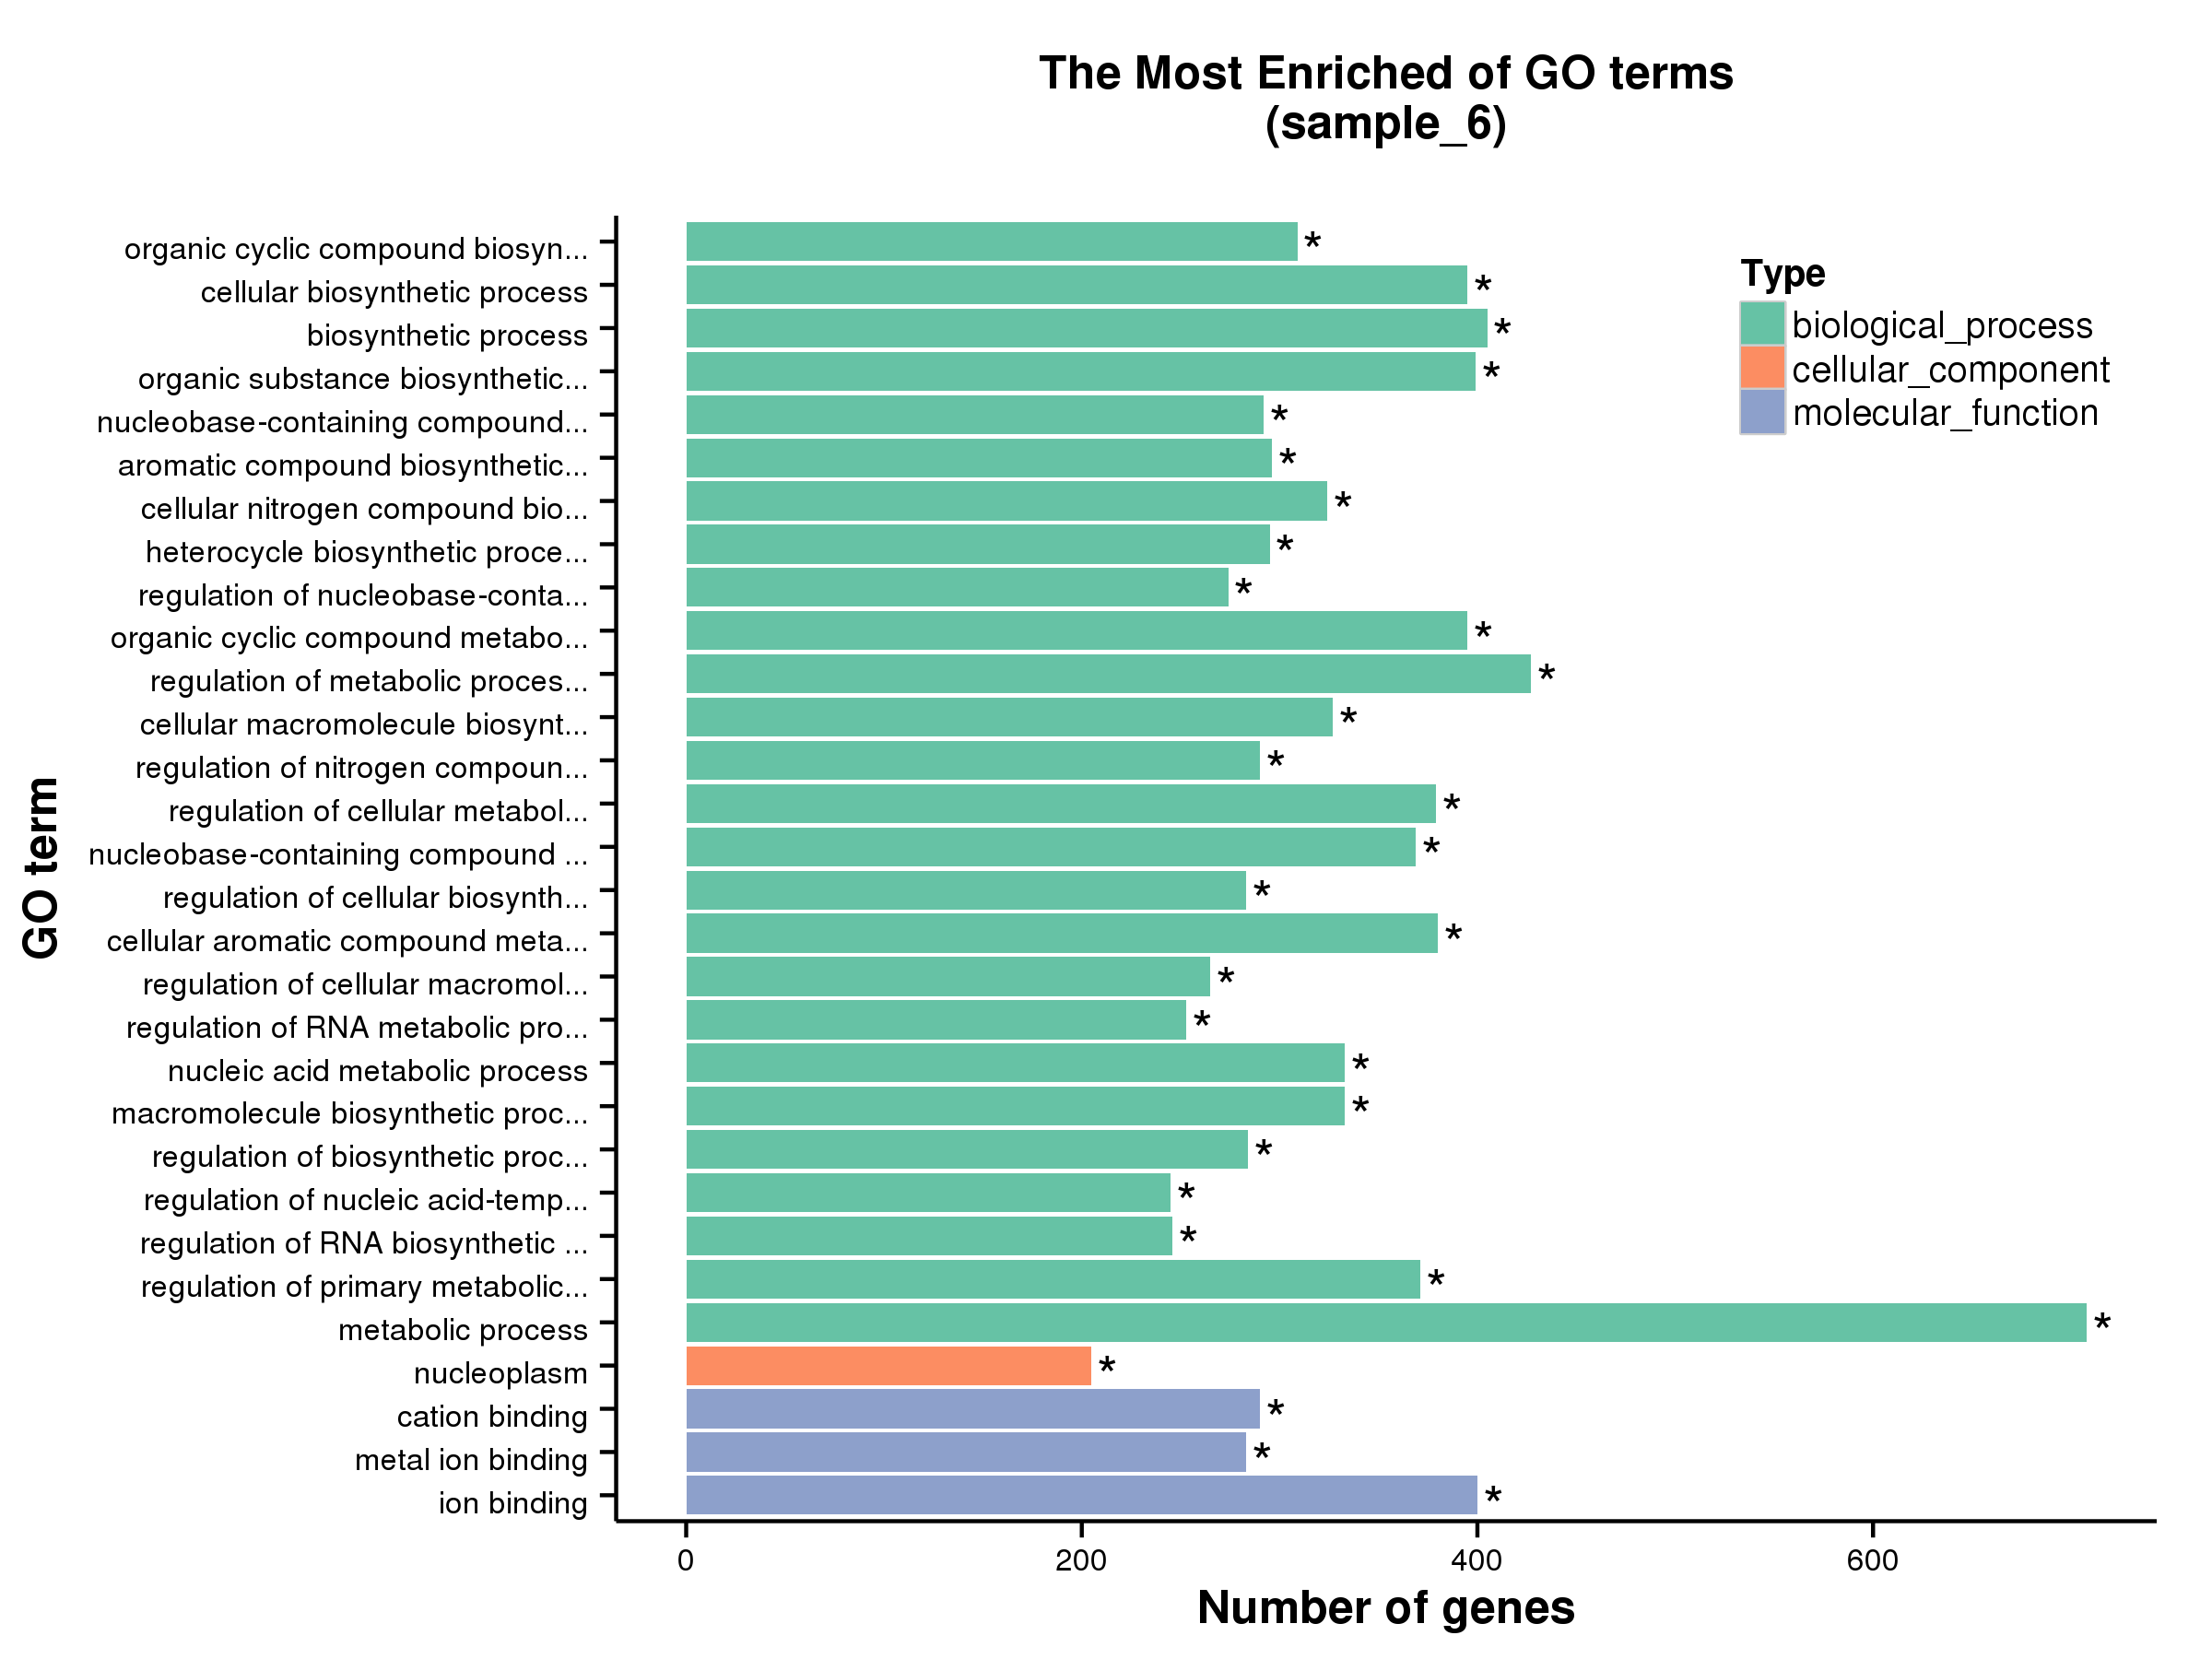 The Most Enriched of GO terms
(sample_6)
organic cyclic compound biosyn...
cellular biosynthetic process
biosynthetic process
organic substance biosynthetic...
nucleobase-containing compound...
aromatic compound biosynthetic...
cellular nitrogen compound bio...
heterocycle biosynthetic proce...
regulation of nucleobase-conta...
organic cyclic compound metabo...
regulation of metabolic proces...
cellular macromolecule biosynt...
regulation of nitrogen compoun...
regulation of cellular metabol...
nucleobase-containing compound ...
regulation of cellular biosynth...
cellular aromatic compound meta...
regulation of cellular macromol...
regulation of RNA metabolic pro...
nucleic acid metabolic process
macromolecule biosynthetic proc...
regulation of biosynthetic proc...
regulation of nucleic acid-temp...
regulation of RNA biosynthetic ...
regulation of primary metabolic...
metabolic process
nucleoplasm
cation binding
metal ion binding
ion binding
GO term
Type
biological_process
cellular_component
molecular_function
0 200 400 600
Number of genes